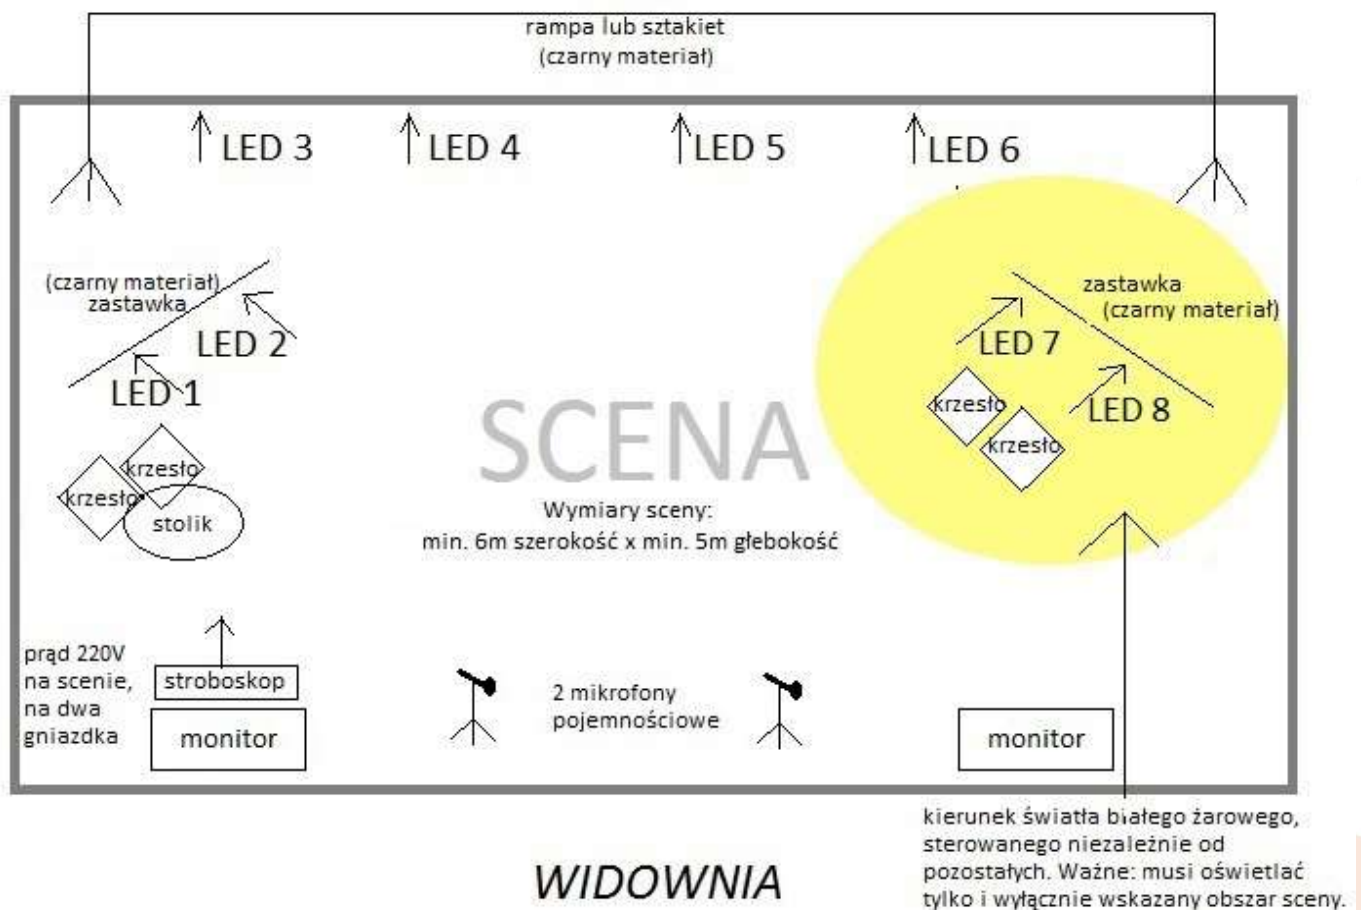 rampa lub sztakiet
(czarny materiał)
LED 3
LED 4
LED 5
LED 6
(czarny materiał)
zastawka
LED 2
LED 1
zastawka
(czarny materiał)
LED 7
LED 8
krzesło
krzesło
stolik
krzesło
krzesło
SCENA
Wymiary sceny:
min. 6m szerokość x min. 5m głebokość
prąd 220V
na scenie,
na dwa
gniazdka
stroboskop
monitor
2 mikrofony
pojemnościowe
monitor
kierunek światła białego żarowego,
sterowanego niezależnie od
pozostałych. Ważne: musi oświetlać
tylko i wyłącznie wskazany obszar sceny.
WIDOWNIA